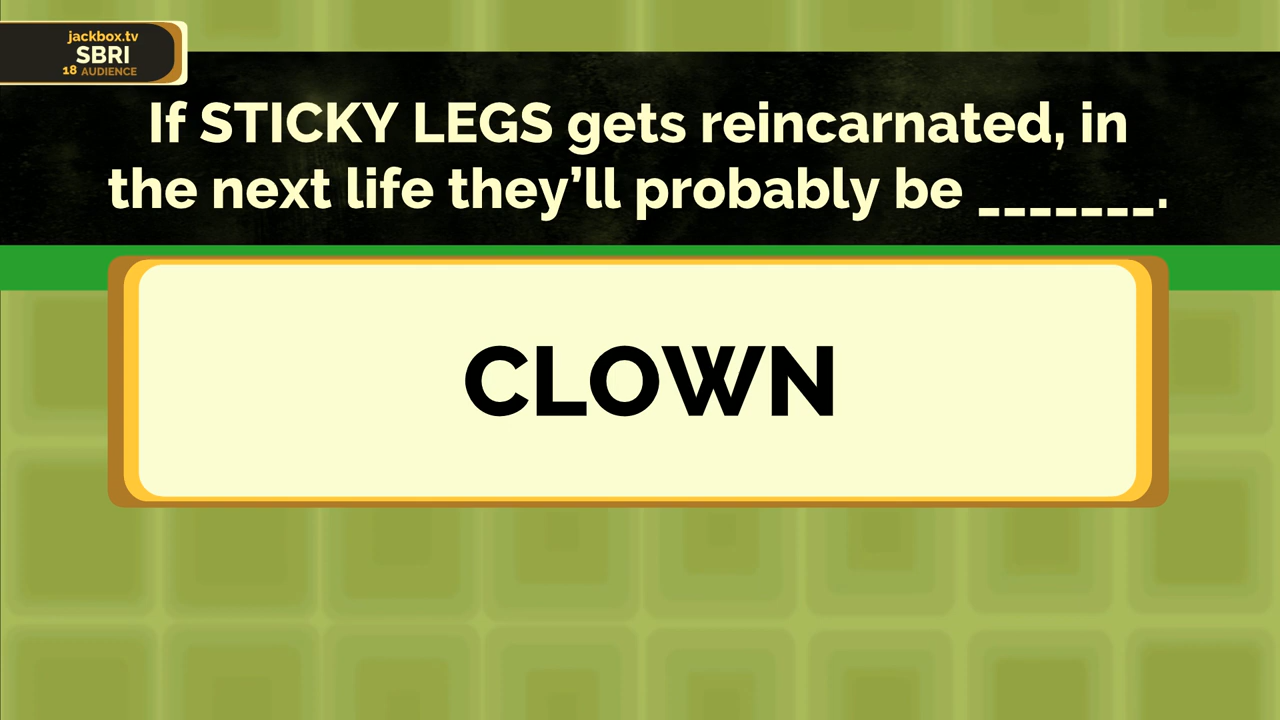 jackbox.tv
SBRI
18 AUDIENCE
If STICKY LEGS gets reincarnated, in
the next life they’ll probably be _______.
CLOWN